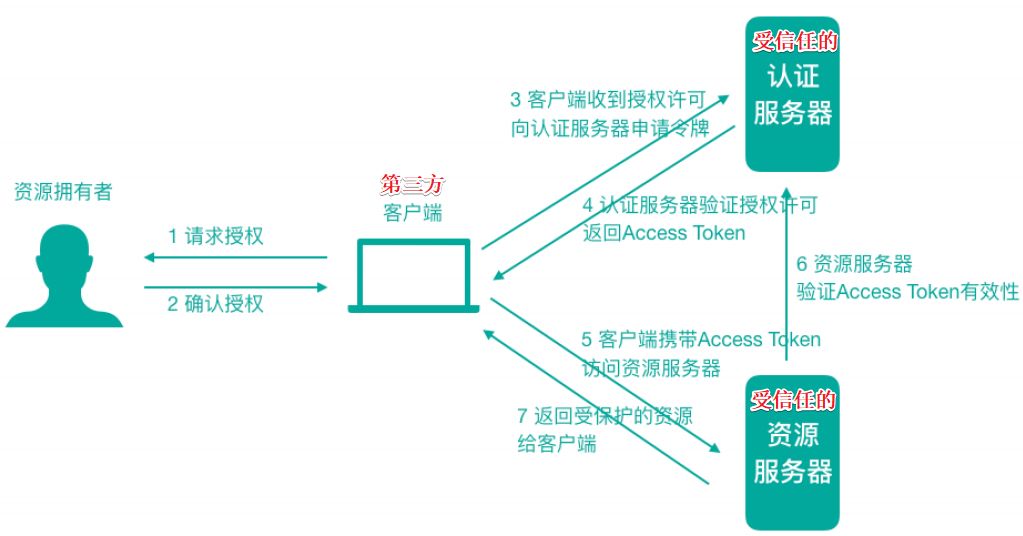 资源拥有者
1 请求授权
2 确认授权
第三方
客户端
3 客户端收到授权许可
向认证服务器申请令牌
4 认证服务器验证授权许可
返回Access Token
受信任的
认证
服务器
5 客户端携带Access Token
访问资源服务器
6 资源服务器
验证Access Token有效性
7 返回受保护的资源
给客户端
受信任的
资源
服务器